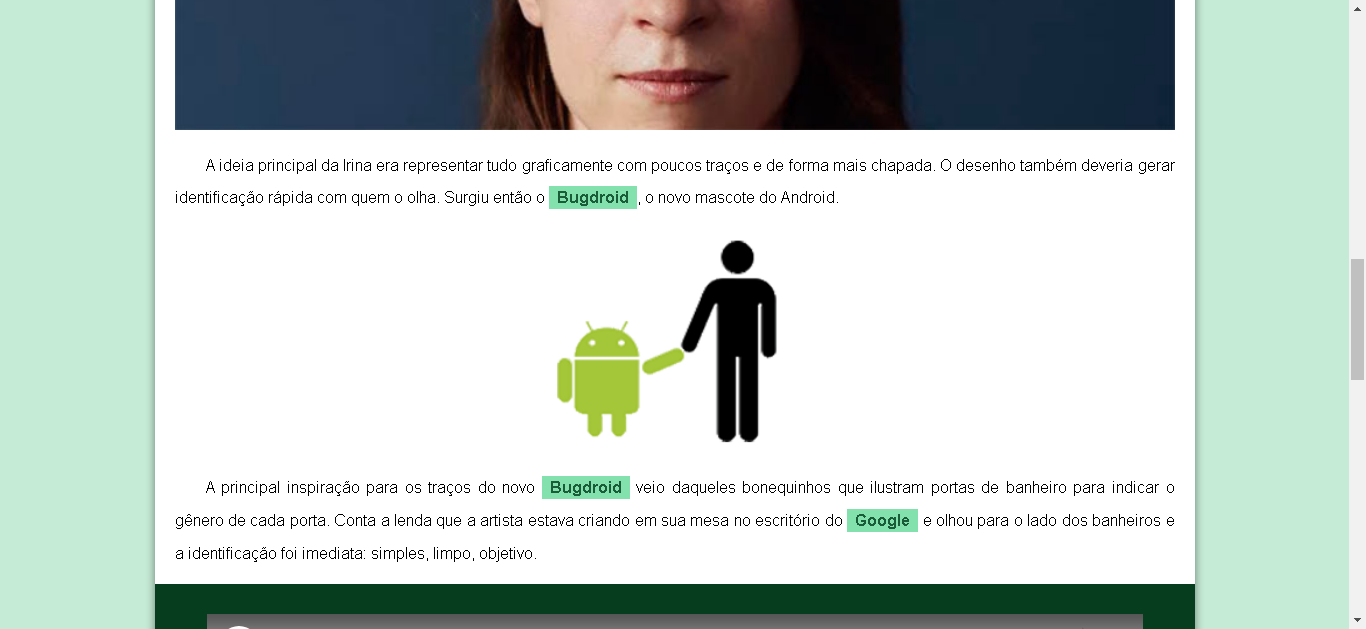 A ideia principal da Irina era representar tudo graficamente com poucos traços e de forma mais chapada. O desenho também deveria gerar
identificação rápida com quem o olha. Surgiu então o Bugdroid, o novo mascote do Android.
A principal inspiração para os traços do novo Bugdroid veio daqueles bonequinhos que ilustram portas de banheiro para indicar o
gênero de cada porta. Conta a lenda que a artista estava criando em sua mesa no escritório do Google e olhou para o lado dos banheiros e
a identificação foi imediata: simples, limpo, objetivo.